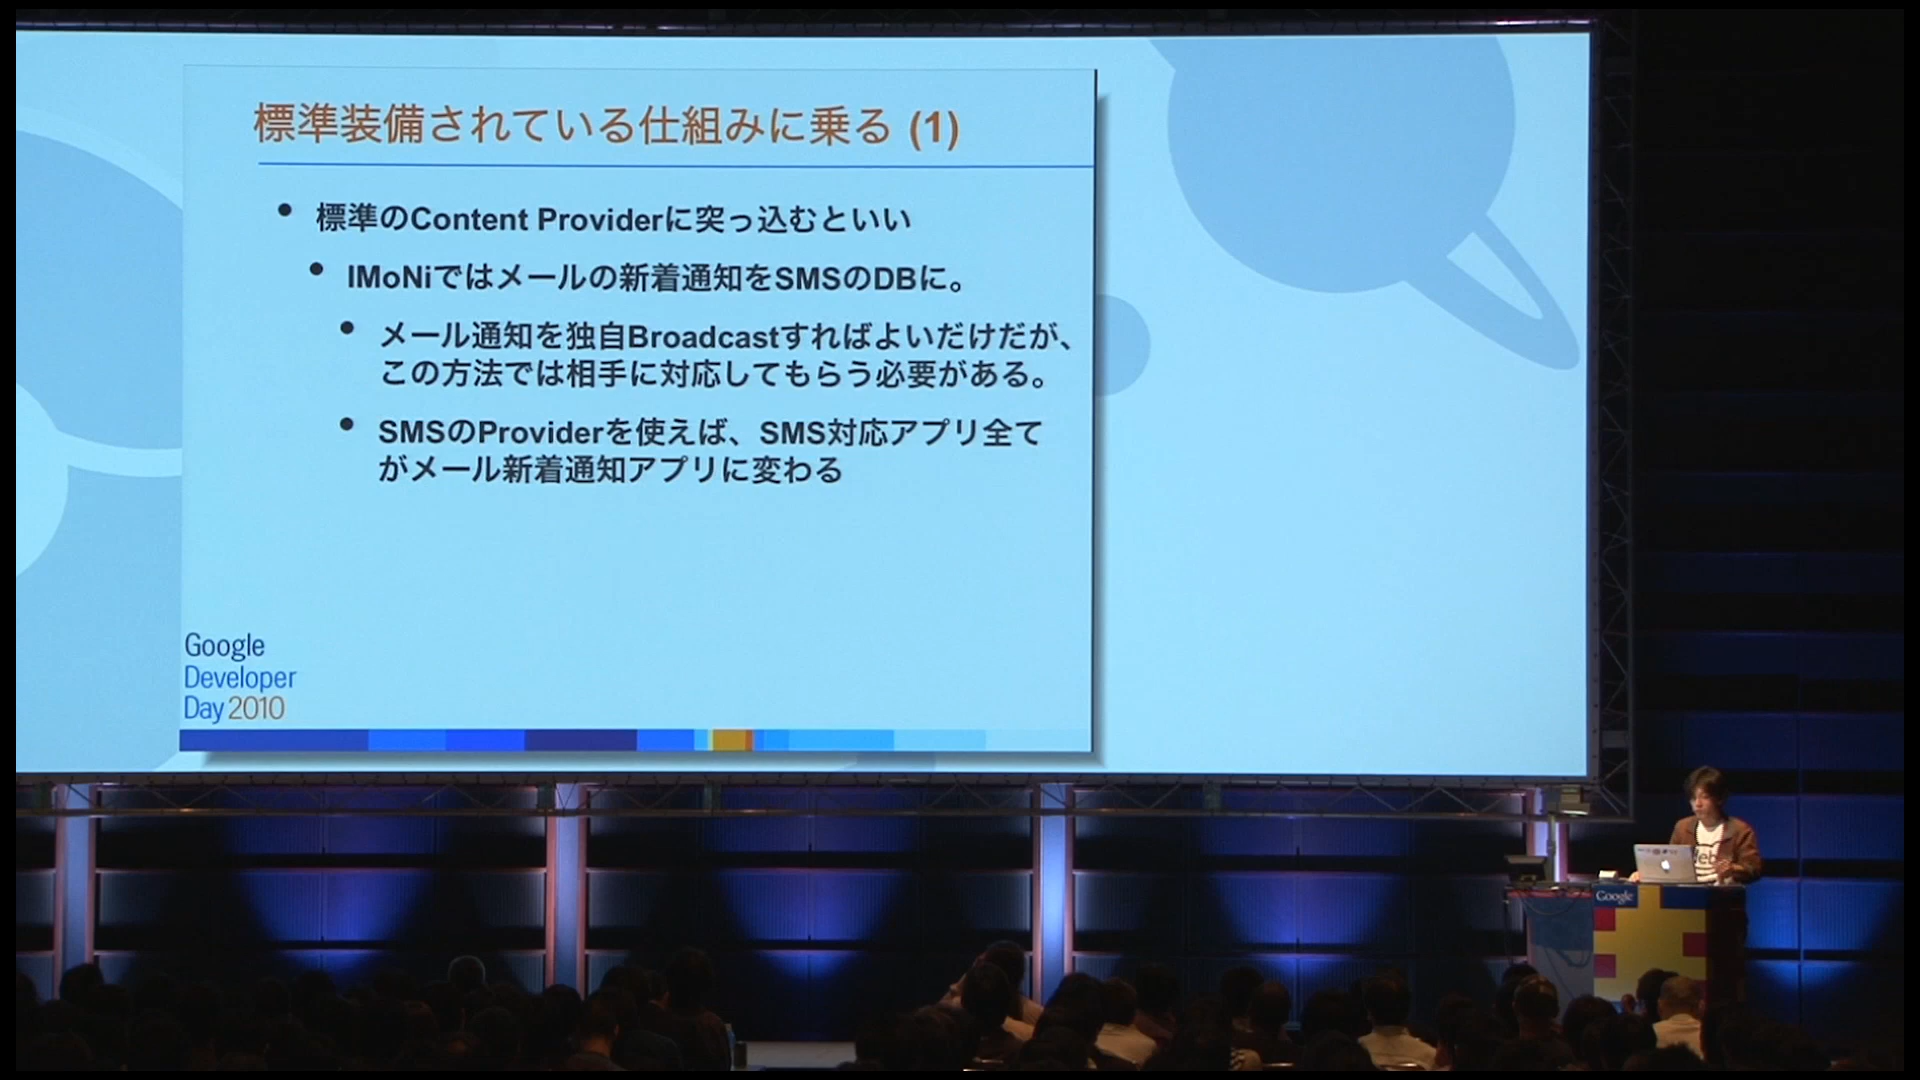 標準装備されている仕組みに乗る (1)
標準のContent Providerに突っ込むといい
IMoNiではメールの新着通知をSMSのDBに。
メール通知を独自Broadcastすればよいだけだが、
この方法では相手に対応してもらう必要がある。
SMSのProviderを使えば、SMS対応アプリ全て
がメール新着通知アプリに変わる
Google
Developer
Day 2010
Google